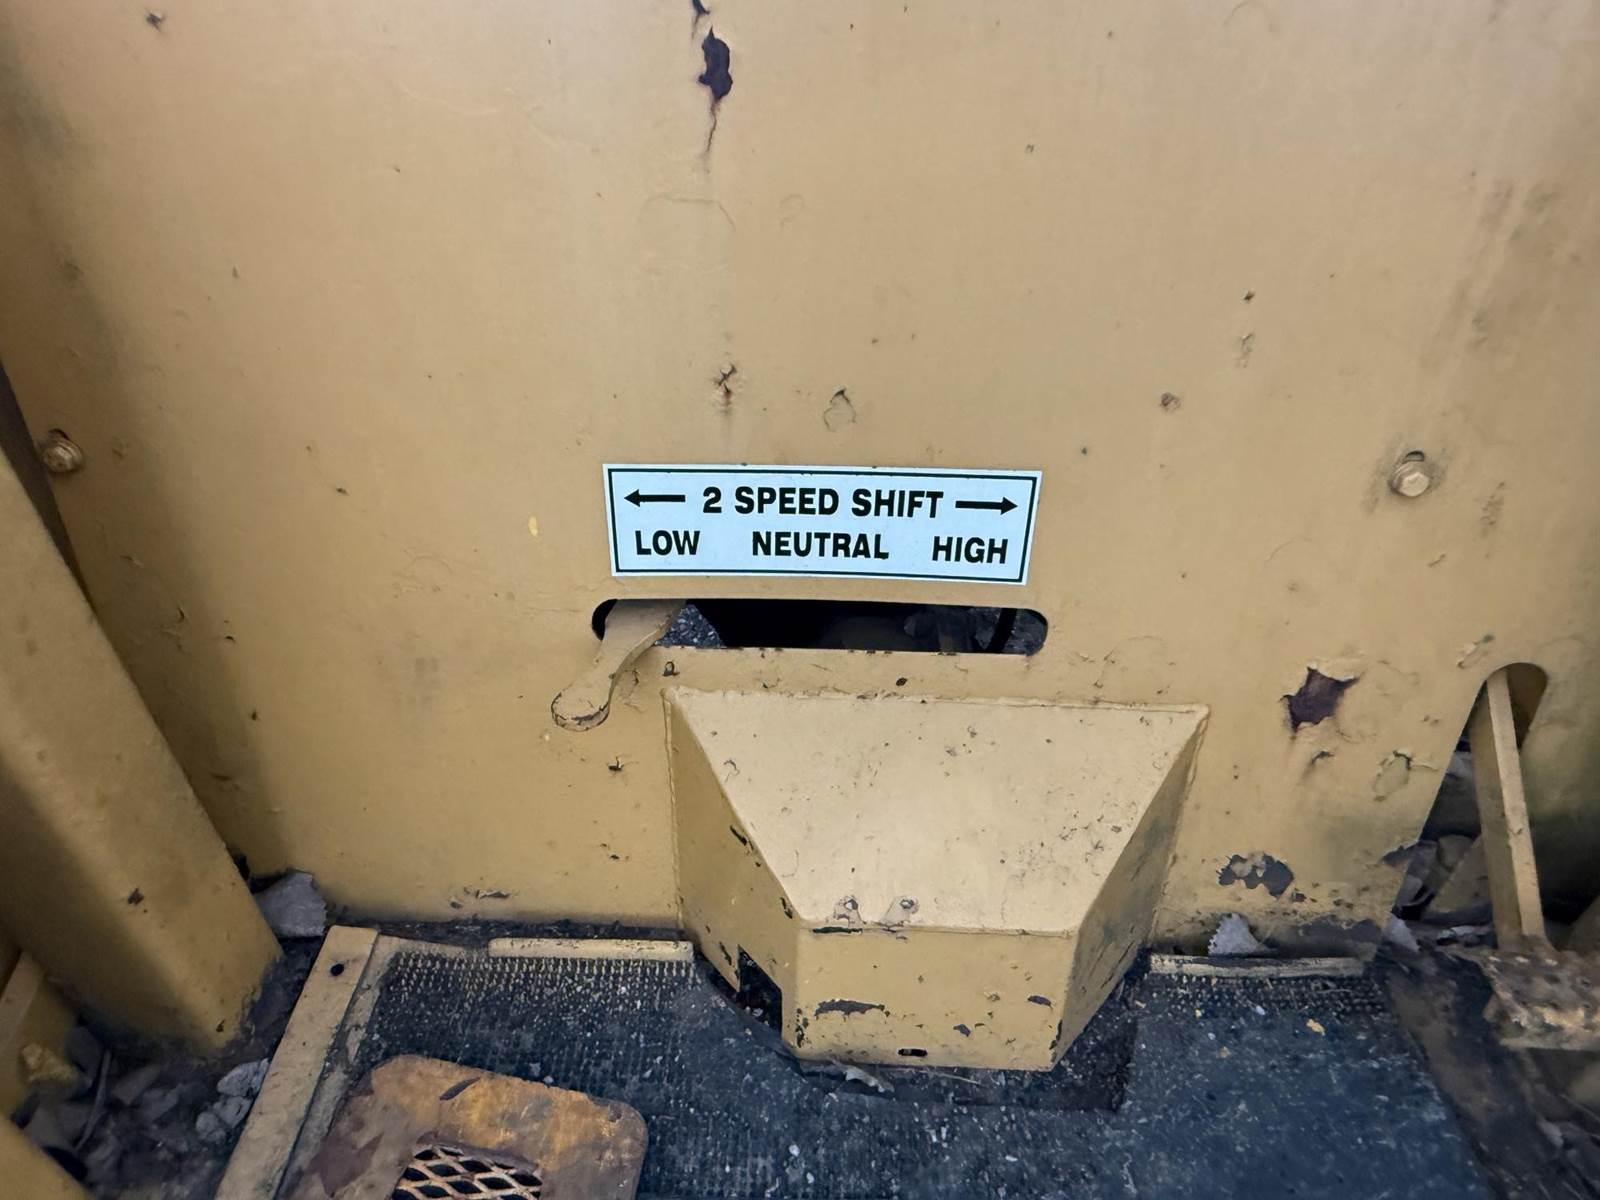 ← 2 SPEED SHIFT →
LOW NEUTRAL HIGH